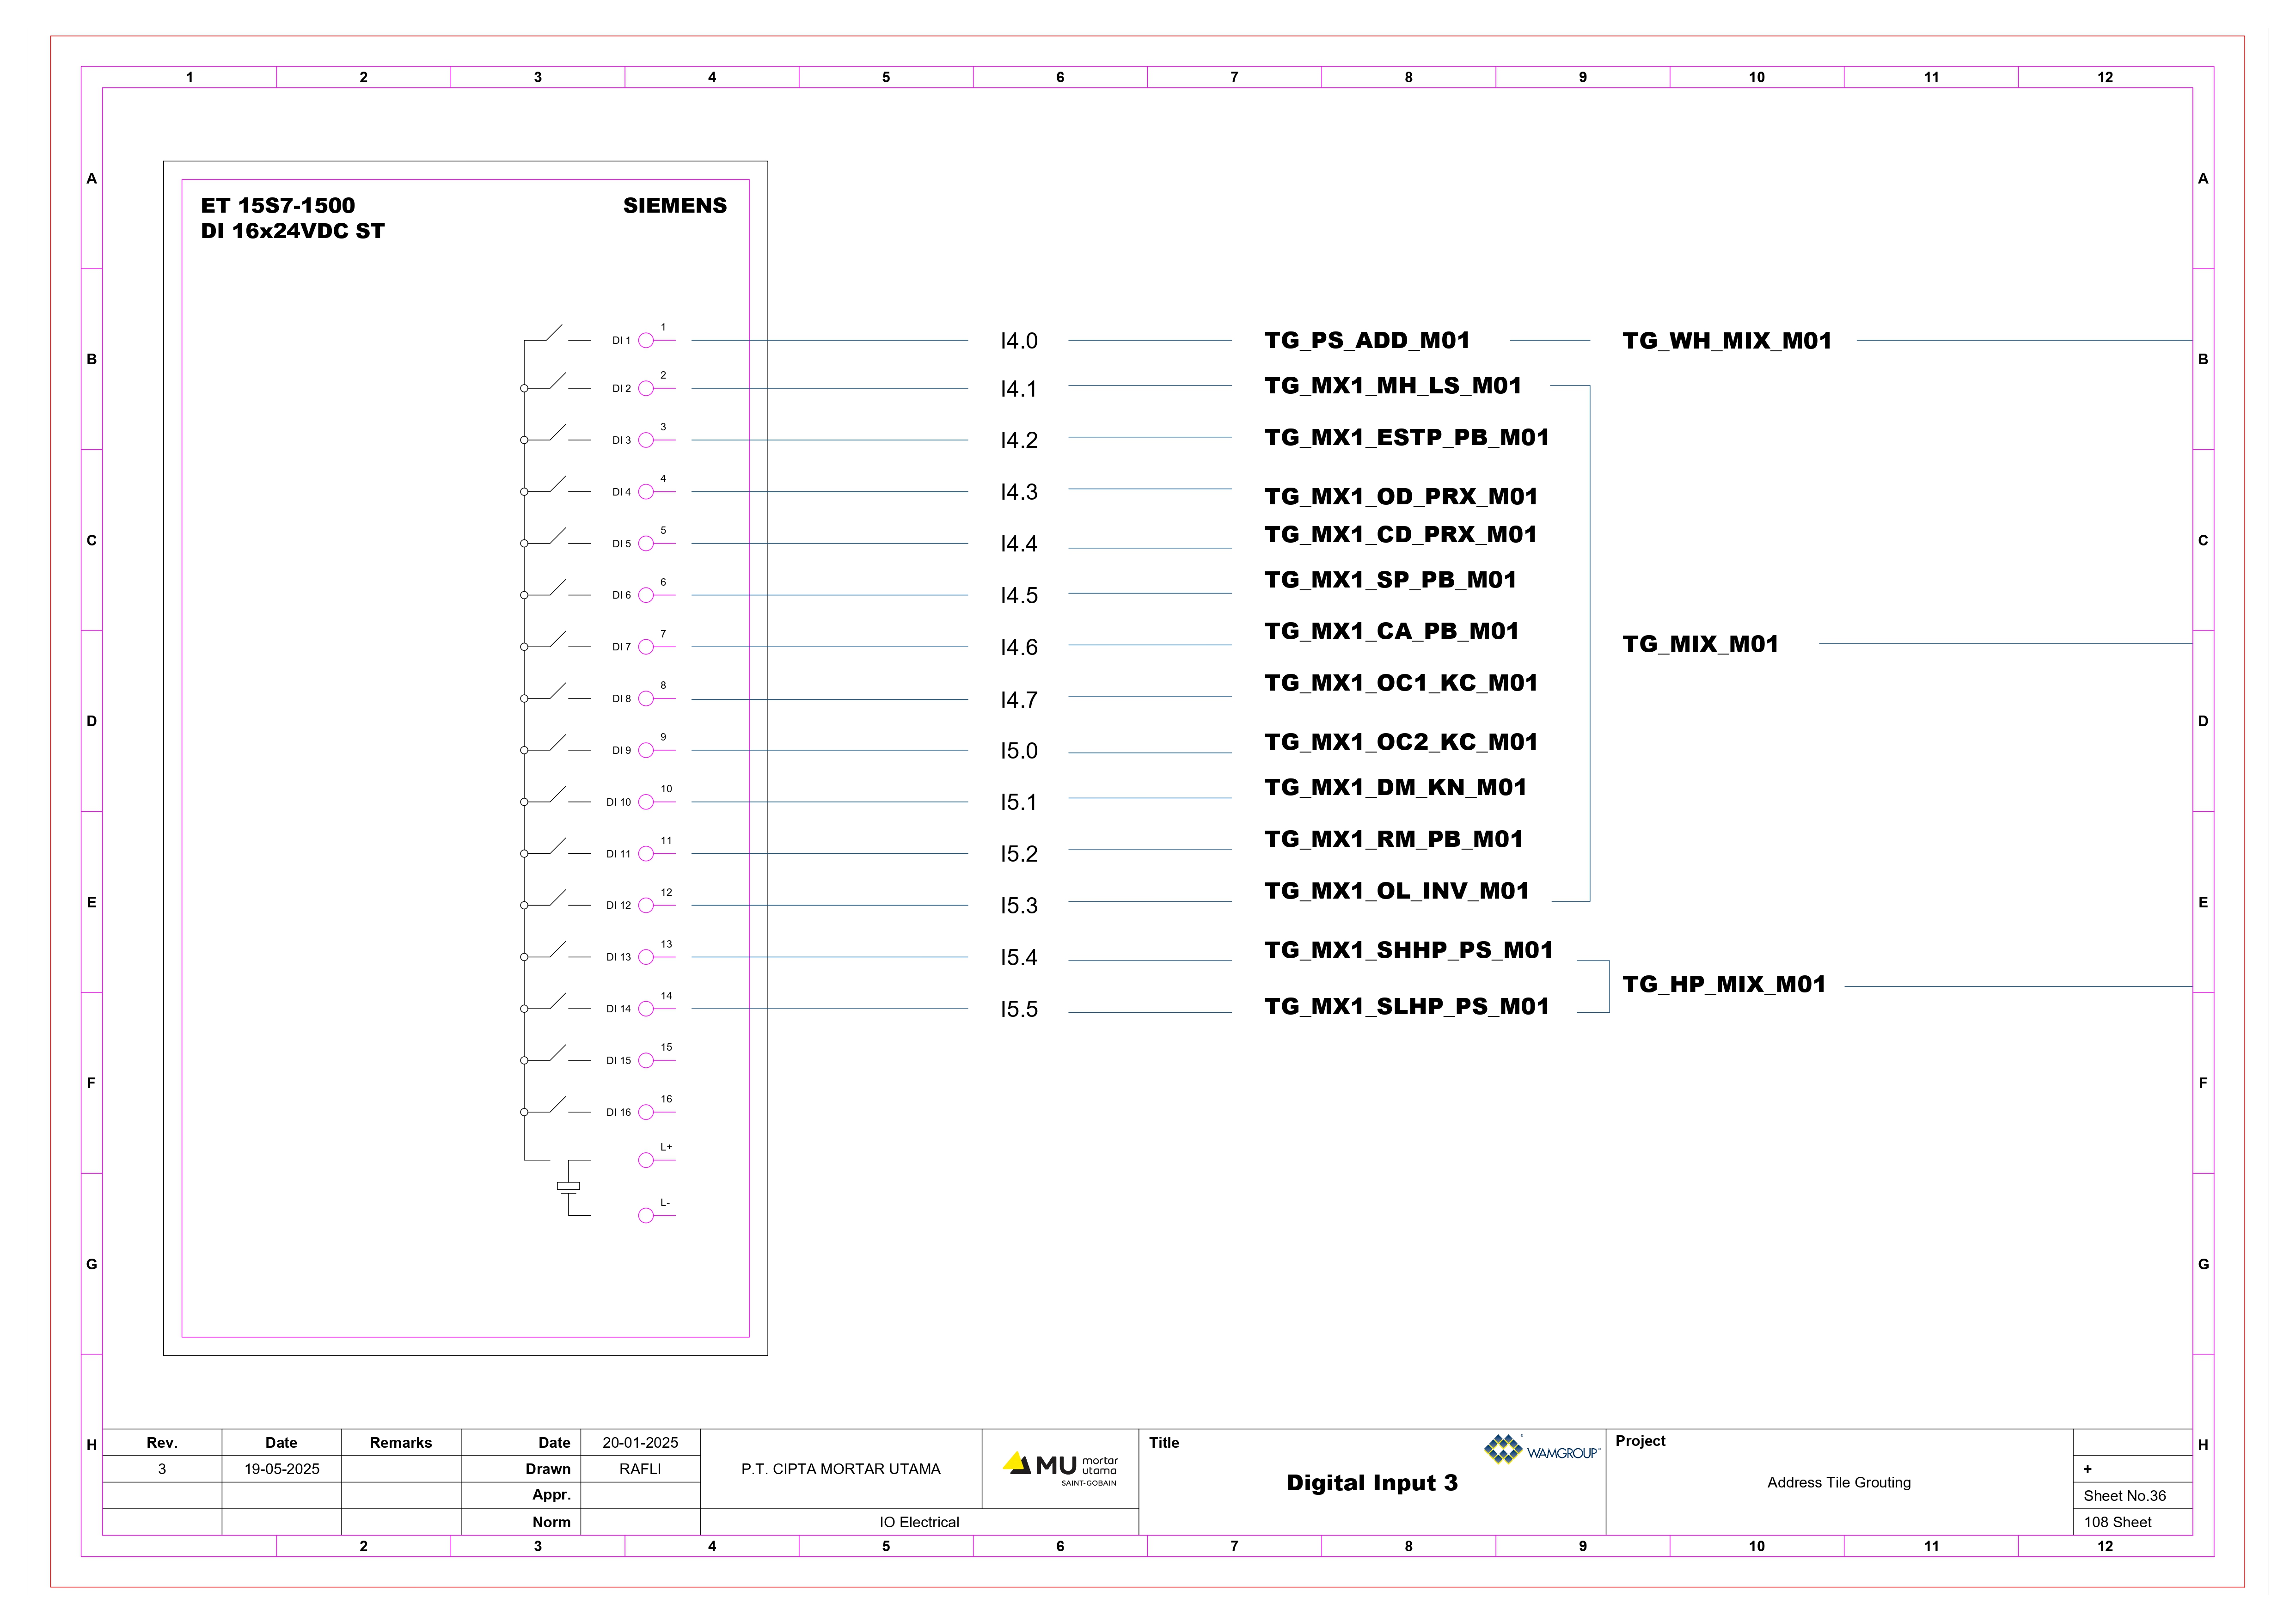 1 2 3 4 5 6 7 8 9 10 11 12
A A
ET 15S7-1500 SIEMENS
DI 16x24VDC ST
B B
DI 1 1 I4.0 TG_PS_ADD_M01 TG_WH_MIX_M01
DI 2 2 I4.1 TG_MX1_MH_LS_M01
DI 3 3 I4.2 TG_MX1_ESTP_PB_M01
DI 4 4 I4.3 TG_MX1_OD_PRX_M01
C C
DI 5 5 I4.4 TG_MX1_CD_PRX_M01
DI 6 6 I4.5 TG_MX1_SP_PB_M01
DI 7 7 I4.6 TG_MX1_CA_PB_M01 TG_MIX_M01
DI 8 8 I4.7 TG_MX1_OC1_KC_M01
D D
DI 9 9 I5.0 TG_MX1_OC2_KC_M01
DI 10 10 I5.1 TG_MX1_DM_KN_M01
DI 11 11 I5.2 TG_MX1_RM_PB_M01
E E
DI 12 12 I5.3 TG_MX1_OL_INV_M01
DI 13 13 I5.4 TG_MX1_SHHP_PS_M01 TG_HP_MIX_M01
DI 14 14 I5.5 TG_MX1_SLHP_PS_M01
DI 15 15
F F
DI 16 16
L+
L-
G G
H H
Rev. Date Remarks Date 20-01-2025
3 19-05-2025 Drawn RAFLI
Appr.
Norm
P.T. CIPTA MORTAR UTAMA
MU mortar
utama
SAINT-GOBAIN
IO Electrical
Title
WAMGROUP®
Digital Input 3
Project
Address Tile Grouting
+
Sheet No.36
108 Sheet
2 3 4 5 6 7 8 9 10 11 12